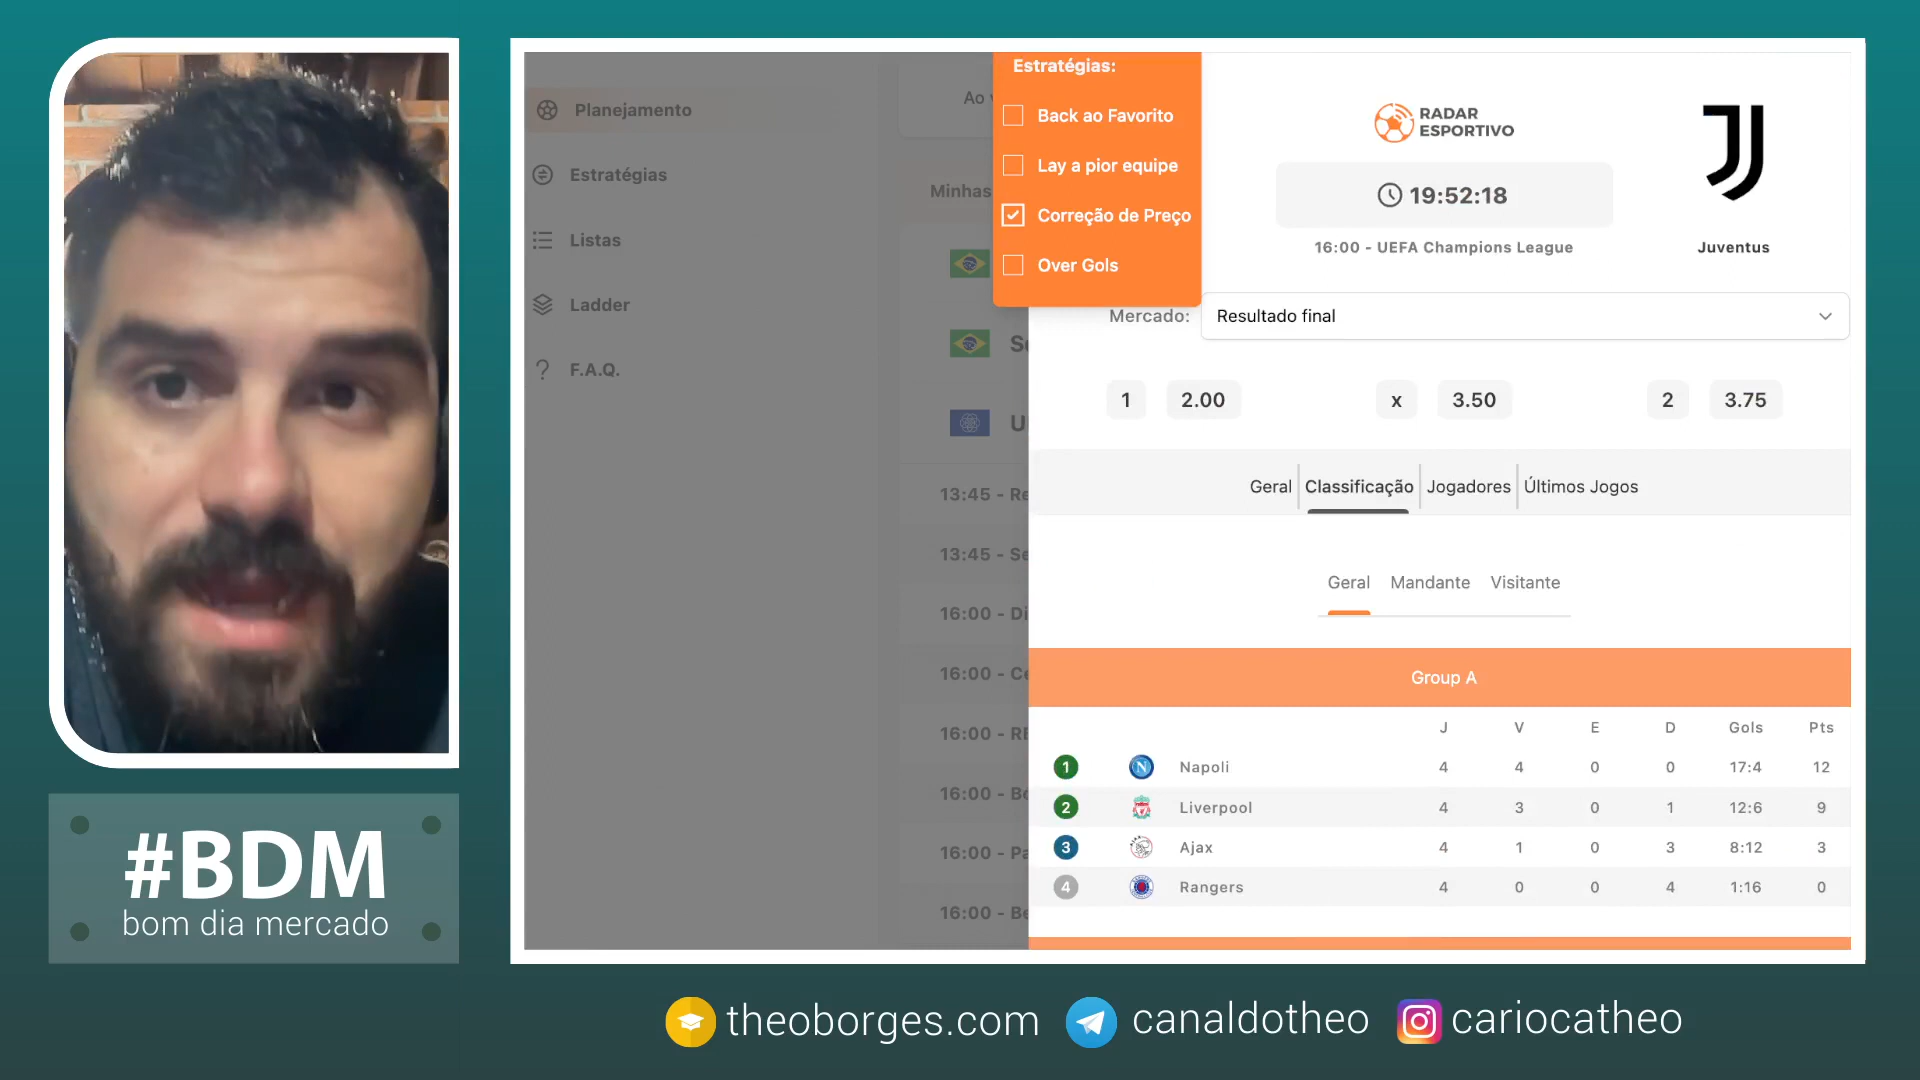 #BDM
bom dia mercado
Planejamento
Estratégias
Listas
Ladder
F.A.Q.
Ao
Minhas
13:45 -
13:45 -
16:00 -
16:00 -
16:00 -
16:00 -
16:00 -
16:00 -
Estratégias:
Back ao Favorito
Lay a pior equipe
Correção de Preço
Over Gols
RADAR
ESPORTIVO
19:52:18
16:00 - UEFA Champions League
Juventus
Mercado: Resultado final
1 2.00 x 3.50 2 3.75
Geral Classificação Jogadores Últimos Jogos
Geral Mandante Visitante
Group A
J V E D Gols Pts
1 Napoli 4 4 0 0 17:4 12
2 Liverpool 4 3 0 1 12:6 9
3 Ajax 4 1 0 3 8:12 3
4 Rangers 4 0 0 4 1:16 0
theoborges.com canaldotheo cariocatheo